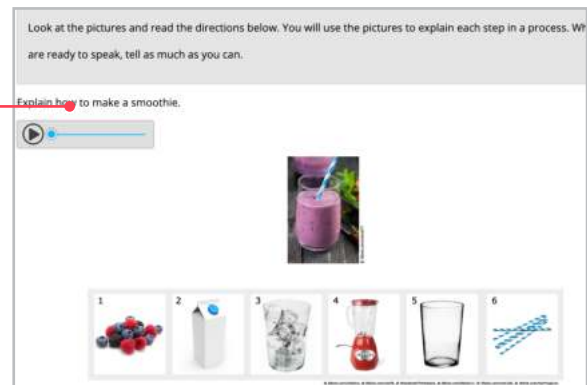 Look at the pictures and read the directions below. You will use the pictures to explain each step in a process. Wh
are ready to speak, tell as much as you can.
Explain how to make a smoothie.
1 2 3 4 5 6